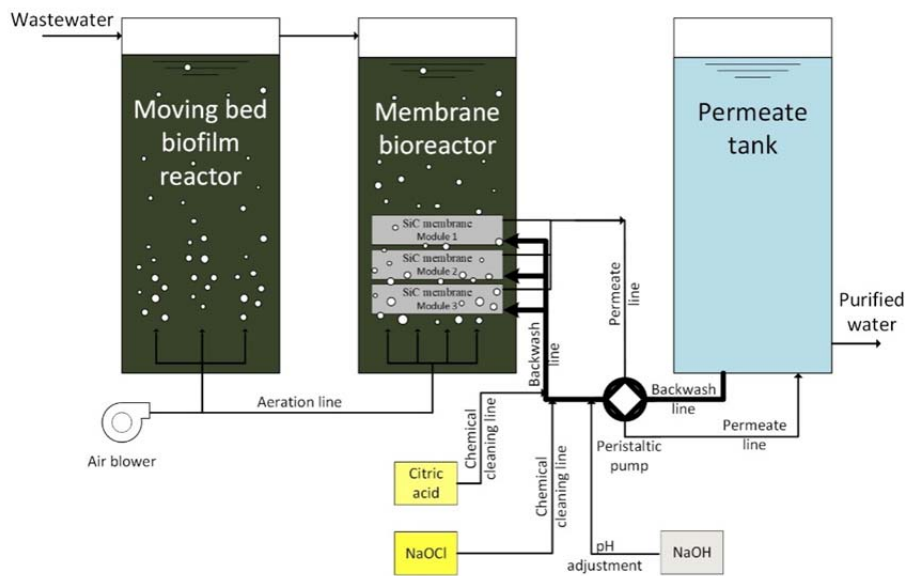 Wastewater
Moving bed
biofilm
reactor
Membrane
bioreactor
Permeate
tank
SiC membrane
Module 1
SiC membrane
Module 2
SiC membrane
Module 3
Permeate
line
Purified
water
Backwash
line
Backwash
line
Aeration line
Air blower
Permeate
line
Peristaltic
pump
Chemical
cleaning line
Citric
acid
Chemical
cleaning line
NaOCl
pH
adjustment
NaOH